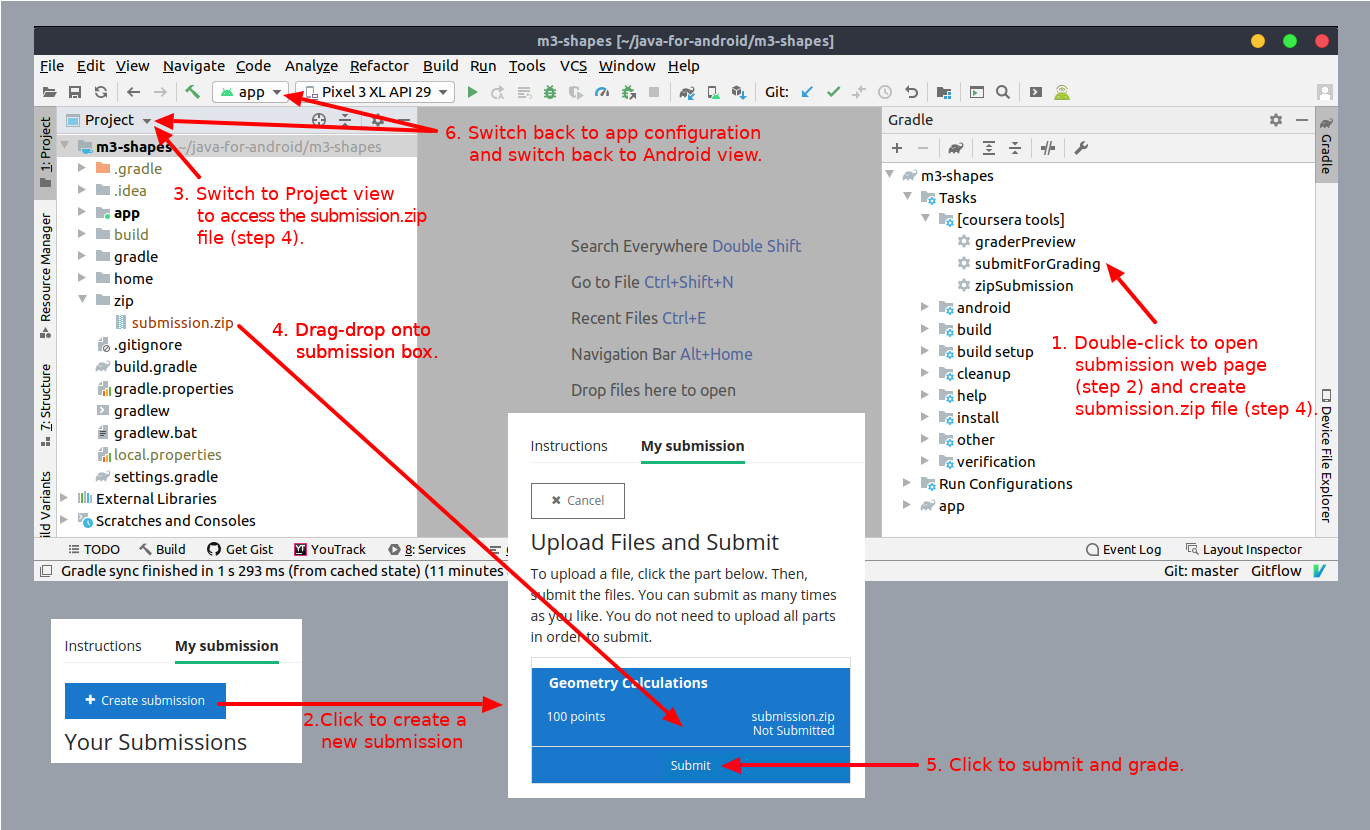 m3-shapes [~/java-for-android/m3-shapes]
File Edit View Navigate Code Analyze Refactor Build Run Tools VCS Window Help
app Pixel 3 XL API 29 Git:
1: Project
Resource Manager
7: Structure
ild Variants
Project
m3-shapes ~/java-for-android/m3-shapes
.gradle
.idea
app
build
gradle
home
zip
submission.zip
.gitignore
build.gradle
gradle.properties
gradlew
gradlew.bat
local.properties
settings.gradle
External Libraries
Scratches and Consoles
6. Switch back to app configuration
and switch back to Android view.
3. Switch to Project view
to access the submission.zip
file (step 4).
4. Drag-drop onto
submission box.
Search Everywhere Double Shift
Go to File Ctrl+Shift+N
Recent Files Ctrl+E
Navigation Bar Alt+Home
Drop files here to open
Gradle
m3-shapes
Tasks
[coursera tools]
graderPreview
submitForGrading
zipSubmission
android
build
build setup
cleanup
help
install
other
verification
Run Configurations
app
1. Double-click to open
submission web page
(step 2) and create
submission.zip file (step 4).
Gradle
Device File Explorer
TODO Build Get Gist YouTrack 8: Services Event Log Layout Inspector
Gradle sync finished in 1 s 293 ms (from cached state) (11 minutes Git: master Gitflow
Instructions My submission
Create submission
Your Submissions
2.Click to create a
new submission
Instructions My submission
Cancel
Upload Files and Submit
To upload a file, click the part below. Then,
submit the files. You can submit as many times
as you like. You do not need to upload all parts
in order to submit.
Geometry Calculations
100 points submission.zip
Not Submitted
Submit
5. Click to submit and grade.